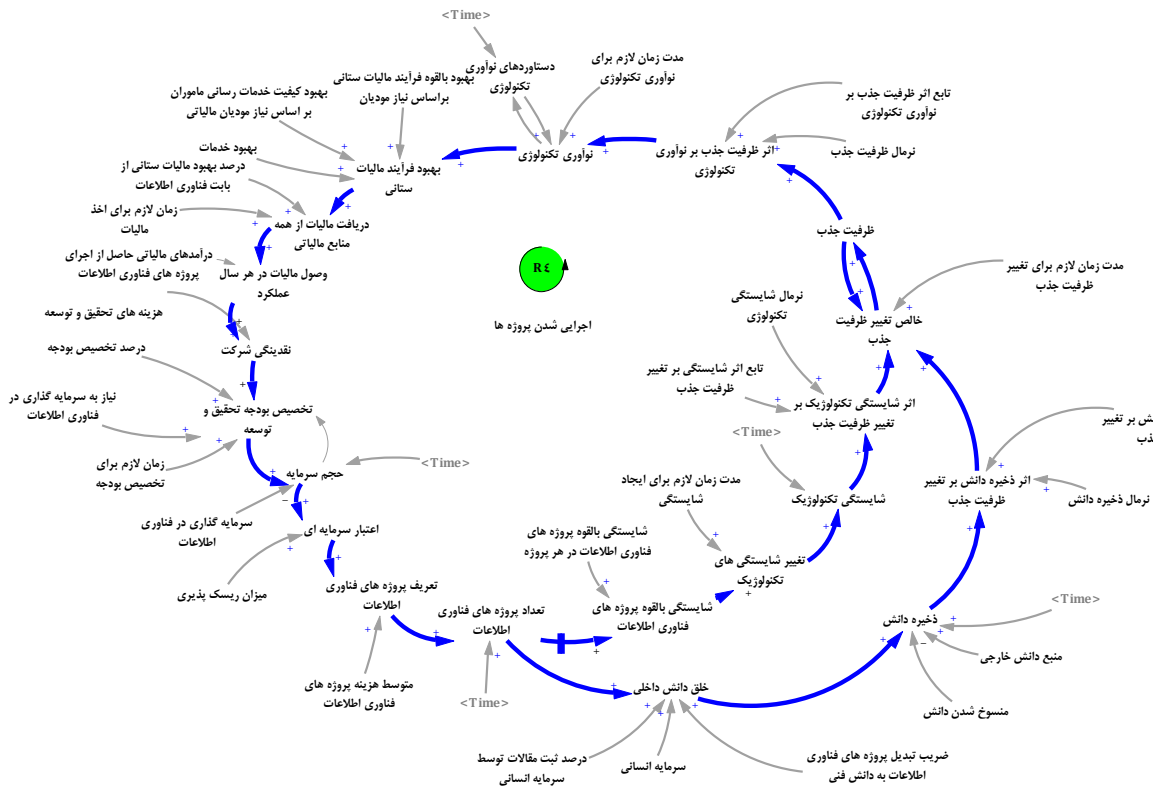 <Time>
دستاوردهای نوآوری
تکنولوژی
مدت زمان لازم برای
نوآوری تکنولوژی
بهبود بالقوه فرآیند مالیات ستانی
براساس نیاز مودیان
بهبود کیفیت خدمات رسانی ماموران
بر اساس نیاز مودیان مالیاتی
تابع اثر ظرفیت جذب بر
نوآوری تکنولوژی
نرمال ظرفیت جذب
اثر ظرفیت جذب بر نوآوری
تکنولوژی
نوآوری تکنولوژی
بهبود فرآیند مالیات
ستانی
بهبود خدمات
درصد بهبود مالیات ستانی از
بابت فناوری اطلاعات
زمان لازم برای اخذ
مالیات
دریافت مالیات از همه
منابع مالیاتی
ظرفیت جذب
درآمدهای مالیاتی حاصل از اجرای
پروژه های فناوری اطلاعات
وصول مالیات در هر سال
عملکرد
R٤
اجرایی شدن پروژه ها
مدت زمان لازم برای تغییر
ظرفیت جذب
خالص تغییر ظرفیت
جذب
نرمال شایستگی
تکنولوژیک
هزینه های تحقیق و توسعه
نقدینگی شرکت
درصد تخصیص بودجه
تابع اثر شایستگی بر تغییر
ظرفیت جذب
اثر شایستگی تکنولوژیک بر
تغییر ظرفیت جذب
نیاز به سرمایه گذاری در
فناوری اطلاعات
تخصیص بودجه تحقیق و
توسعه
زمان لازم برای
تخصیص بودجه
<Time>
<Time>
حجم سرمایه
ش بر تغییر
اثر ذخیره دانش بر تغییر
ظرفیت جذب
نرمال ذخیره دانش
مدت زمان لازم برای ایجاد
شایستگی
شایستگی تکنولوژیک
سرمایه گذاری در فناوری
اطلاعات
اعتبار سرمایه ای
شایستگی بالقوه پروژه های
فناوری اطلاعات در هر پروژه
تغییر شایستگی های
تکنولوژیک
میزان ریسک پذیری
تعریف پروژه های فناوری
اطلاعات
تعداد پروژه های فناوری
اطلاعات
شایستگی بالقوه پروژه های
فناوری اطلاعات
<Time>
ذخیره دانش
منبع دانش خارجی
منسوخ شدن دانش
متوسط هزینه پروژه های
فناوری اطلاعات
<Time>
خلق دانش داخلی
درصد ثبت مقالات توسط
سرمایه انسانی
سرمایه انسانی
ضریب تبدیل پروژه های فناوری
اطلاعات به دانش فنی